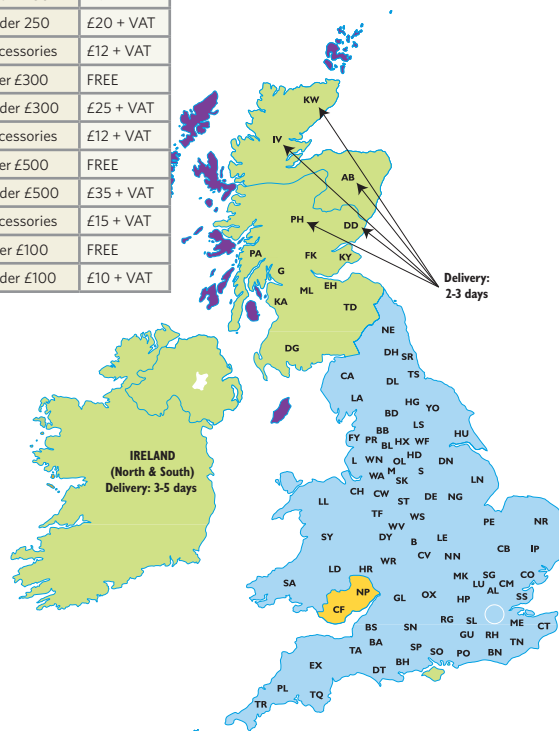 der 250 £20 + VAT
cessories £12 + VAT
er £300 FREE
der £300 £25 + VAT
cessories £12 + VAT
er £500 FREE
der £500 £35 + VAT
cessories £15 + VAT
er £100 FREE
der £100 £10 + VAT
KW
IV
AB
PH
DD
PA
FK
KY
G
ML
EH
KA
TD
DG
Delivery:
2-3 days
NE
DH
SR
CA
DL
TS
LA
HG
BD
YO
LS
BB
HU
FY
PR
BL
HX
WF
HD
L
WN
OL
DN
M
S
WA
SK
LN
CH
CW
ST
DE
NG
LL
TF
WS
PE
NR
WV
SY
DY
B
LE
CB
IP
CV
NN
WR
LD
HR
MK
SG
CO
LU
CM
SA
NP
AL
GL
OX
HP
SS
CF
RG
SL
ME
CT
BS
SN
GU
RH
TN
BA
TA
SP
SO
PO
BN
BH
EX
DT
PL
TQ
TR
IRELAND
(North & South)
Delivery: 3-5 days